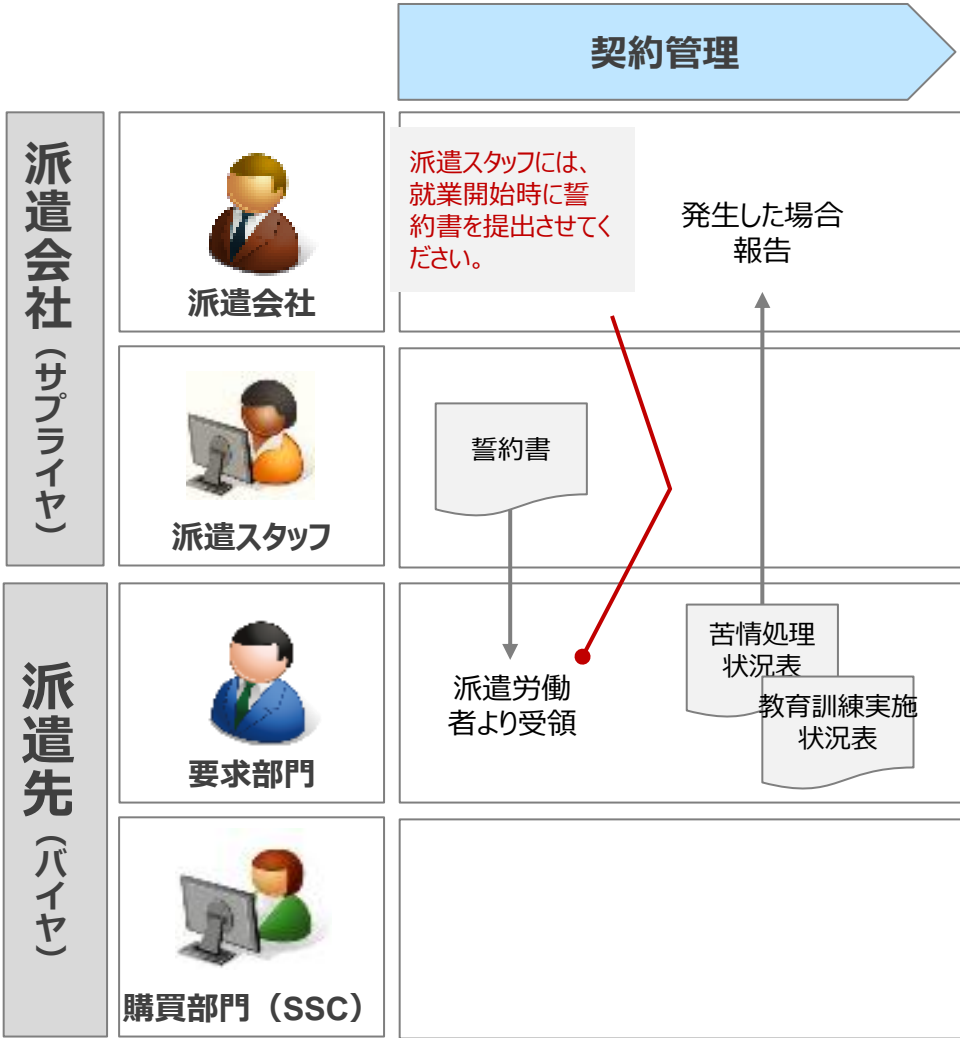 契約管理
派遣会社(サプライヤ)
派遣会社
派遣スタッフには、
就業開始時に誓
約書を提出させてく
ださい。
発生した場合
報告
派遣スタッフ
誓約書
派遣先(バイヤ)
要求部門
派遣労働
者より受領
苦情処理
状況表
教育訓練実施
状況表
購買部門（SSC）